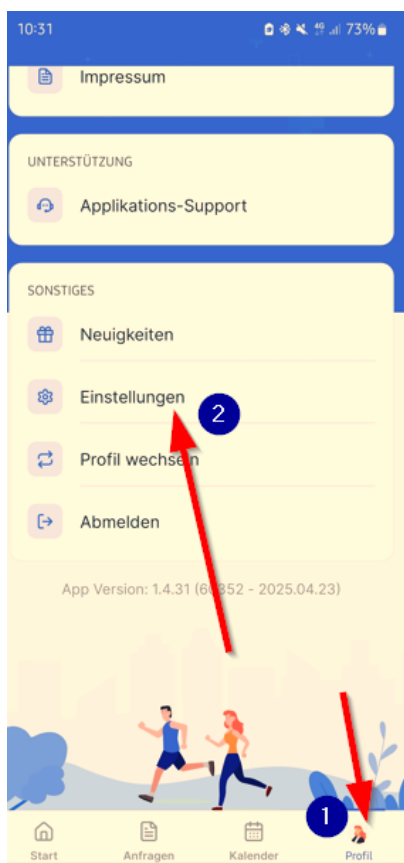 10:31 4G 73%
Impressum
UNTERSTÜTZUNG
Applikations-Support
SONSTIGES
Neuigkeiten
Einstellungen
2
Profil wechseln
Abmelden
App Version: 1.4.31 (60352 - 2025.04.23)
1
Start Anfragen Kalender Profil